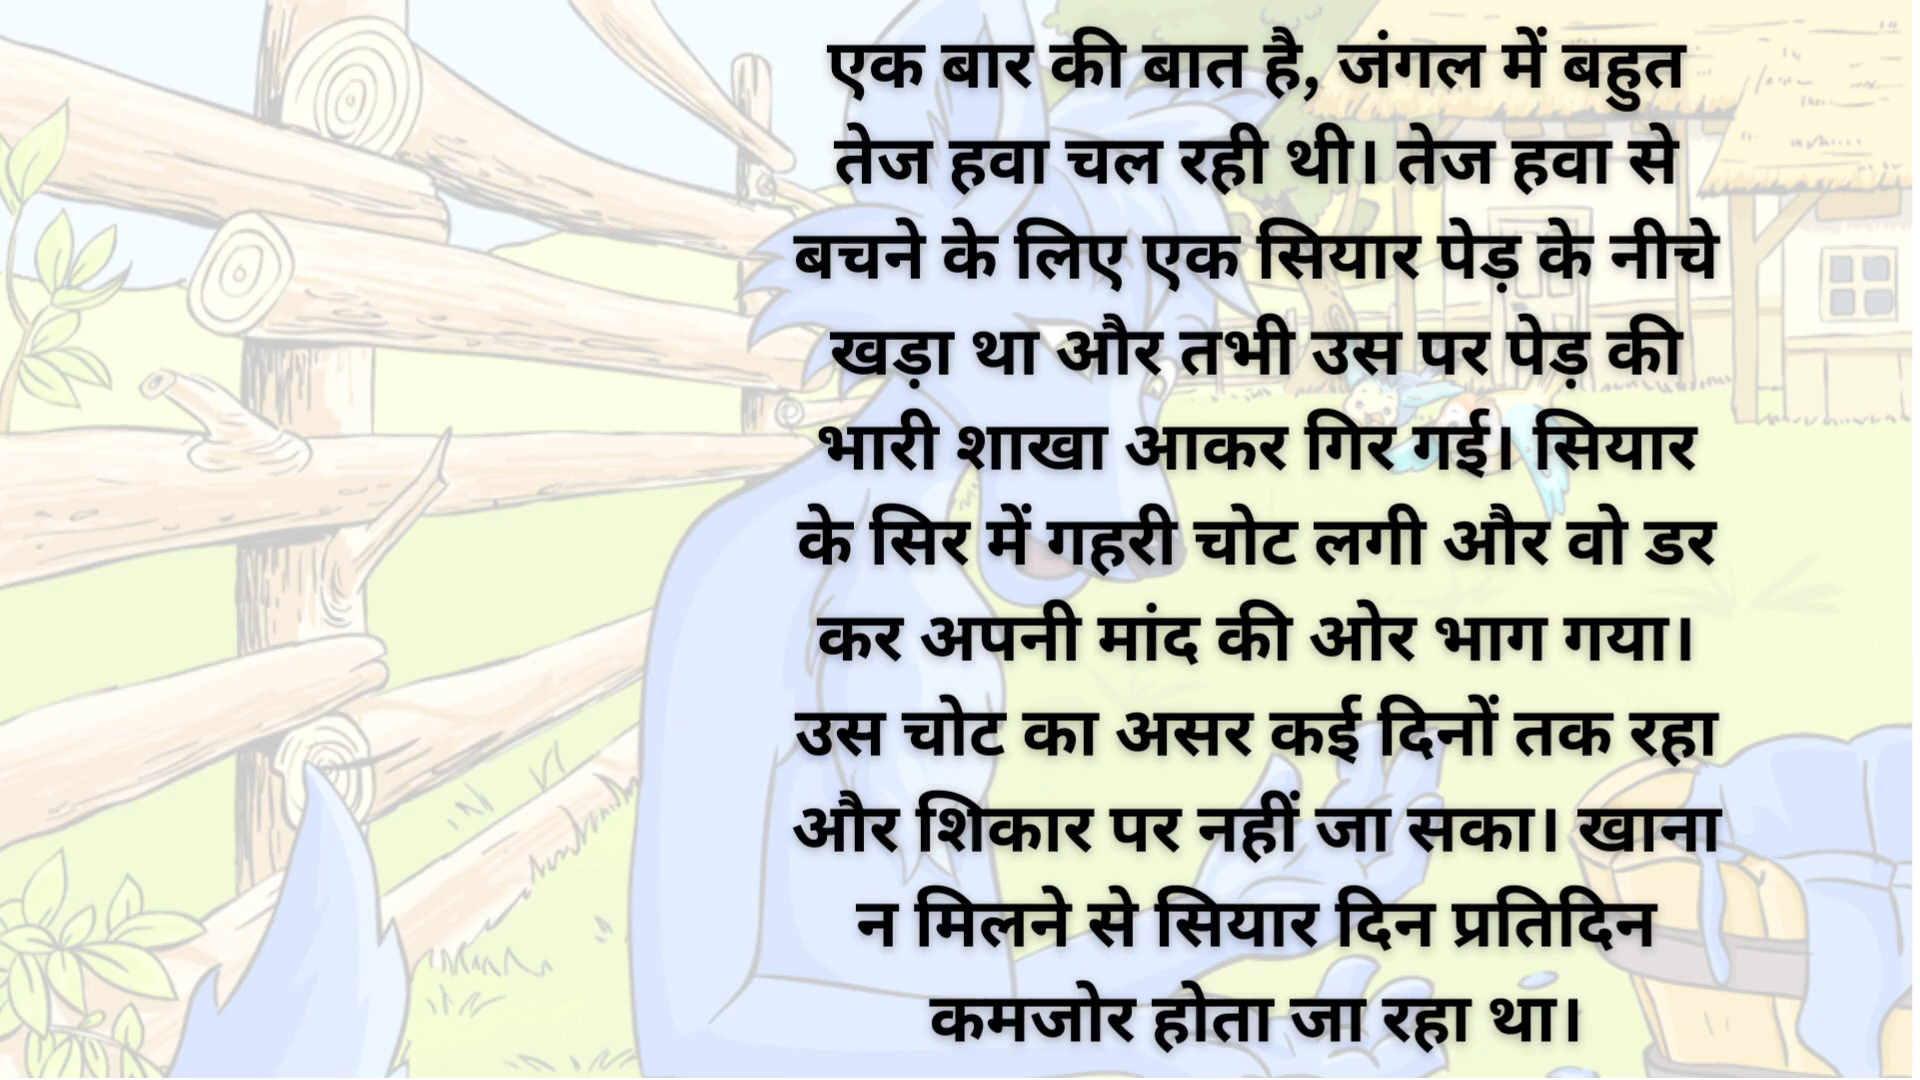 एक बार की बात है, जंगल में बहुत
तेज हवा चल रही थी। तेज हवा से
बचने के लिए एक सियार पेड़ के नीचे
खड़ा था और तभी उस पर पेड़ की
भारी शाखा आकर गिर गई। सियार
के सिर में गहरी चोट लगी और वो डर
कर अपनी मांद की ओर भाग गया।
उस चोट का असर कई दिनों तक रहा
और शिकार पर नहीं जा सका। खाना
न मिलने से सियार दिन प्रतिदिन
कमजोर होता जा रहा था।